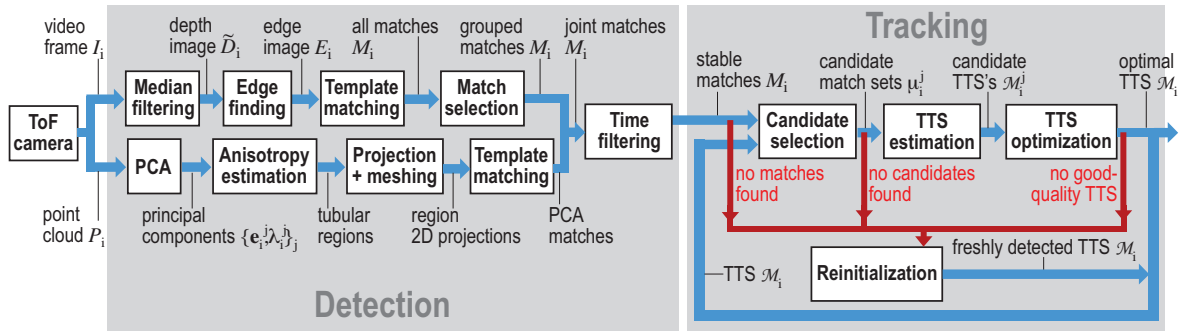 video
frame I_i
depth
image D̃_i
edge
image E_i
all matches
M_i
grouped
matches M_i
joint matches
M_i
Tracking
stable
matches M_i
candidate
match sets μ_i^j
candidate
TTS's ℳ_i^j
optimal
TTS ℳ_i
ToF
camera
Median
filtering
Edge
finding
Template
matching
Match
selection
Time
filtering
Candidate
selection
TTS
estimation
TTS
optimization
PCA
Anisotropy
estimation
Projection
+ meshing
Template
matching
no matches
found
no candidates
found
no good-
quality TTS
point
cloud P_i
principal
components {e_i^j, λ_i^j}_j
tubular
regions
region
2D projections
PCA
matches
TTS ℳ_i
Reinitialization
freshly detected TTS ℳ_i
Detection